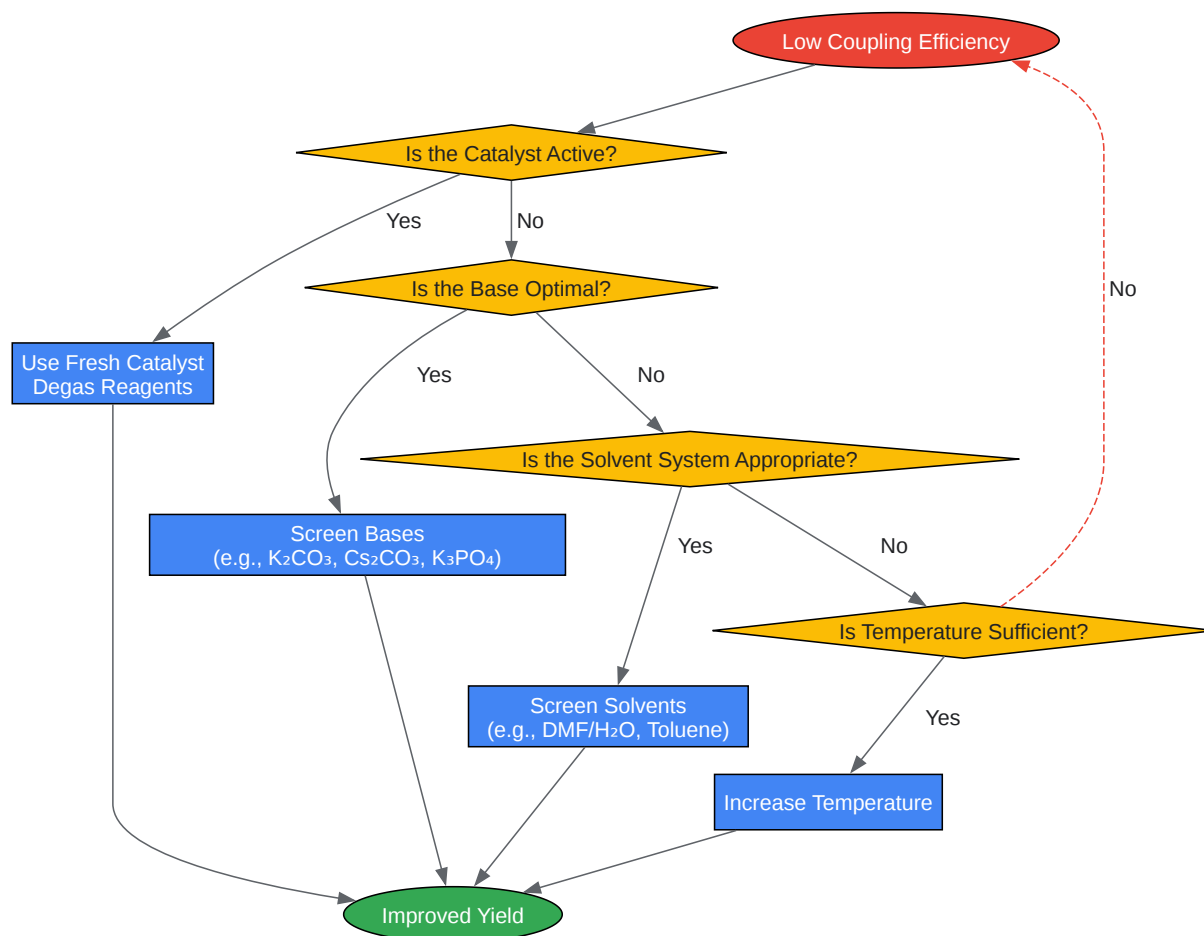 Low Coupling Efficiency
Is the Catalyst Active?
Yes
No
Is the Base Optimal?
No
Use Fresh Catalyst
Degas Reagents
Yes
No
Is the Solvent System Appropriate?
Screen Bases
(e.g., K₂CO₃, Cs₂CO₃, K₃PO₄)
Yes
No
Is Temperature Sufficient?
Screen Solvents
(e.g., DMF/H₂O, Toluene)
Yes
Increase Temperature
Improved Yield